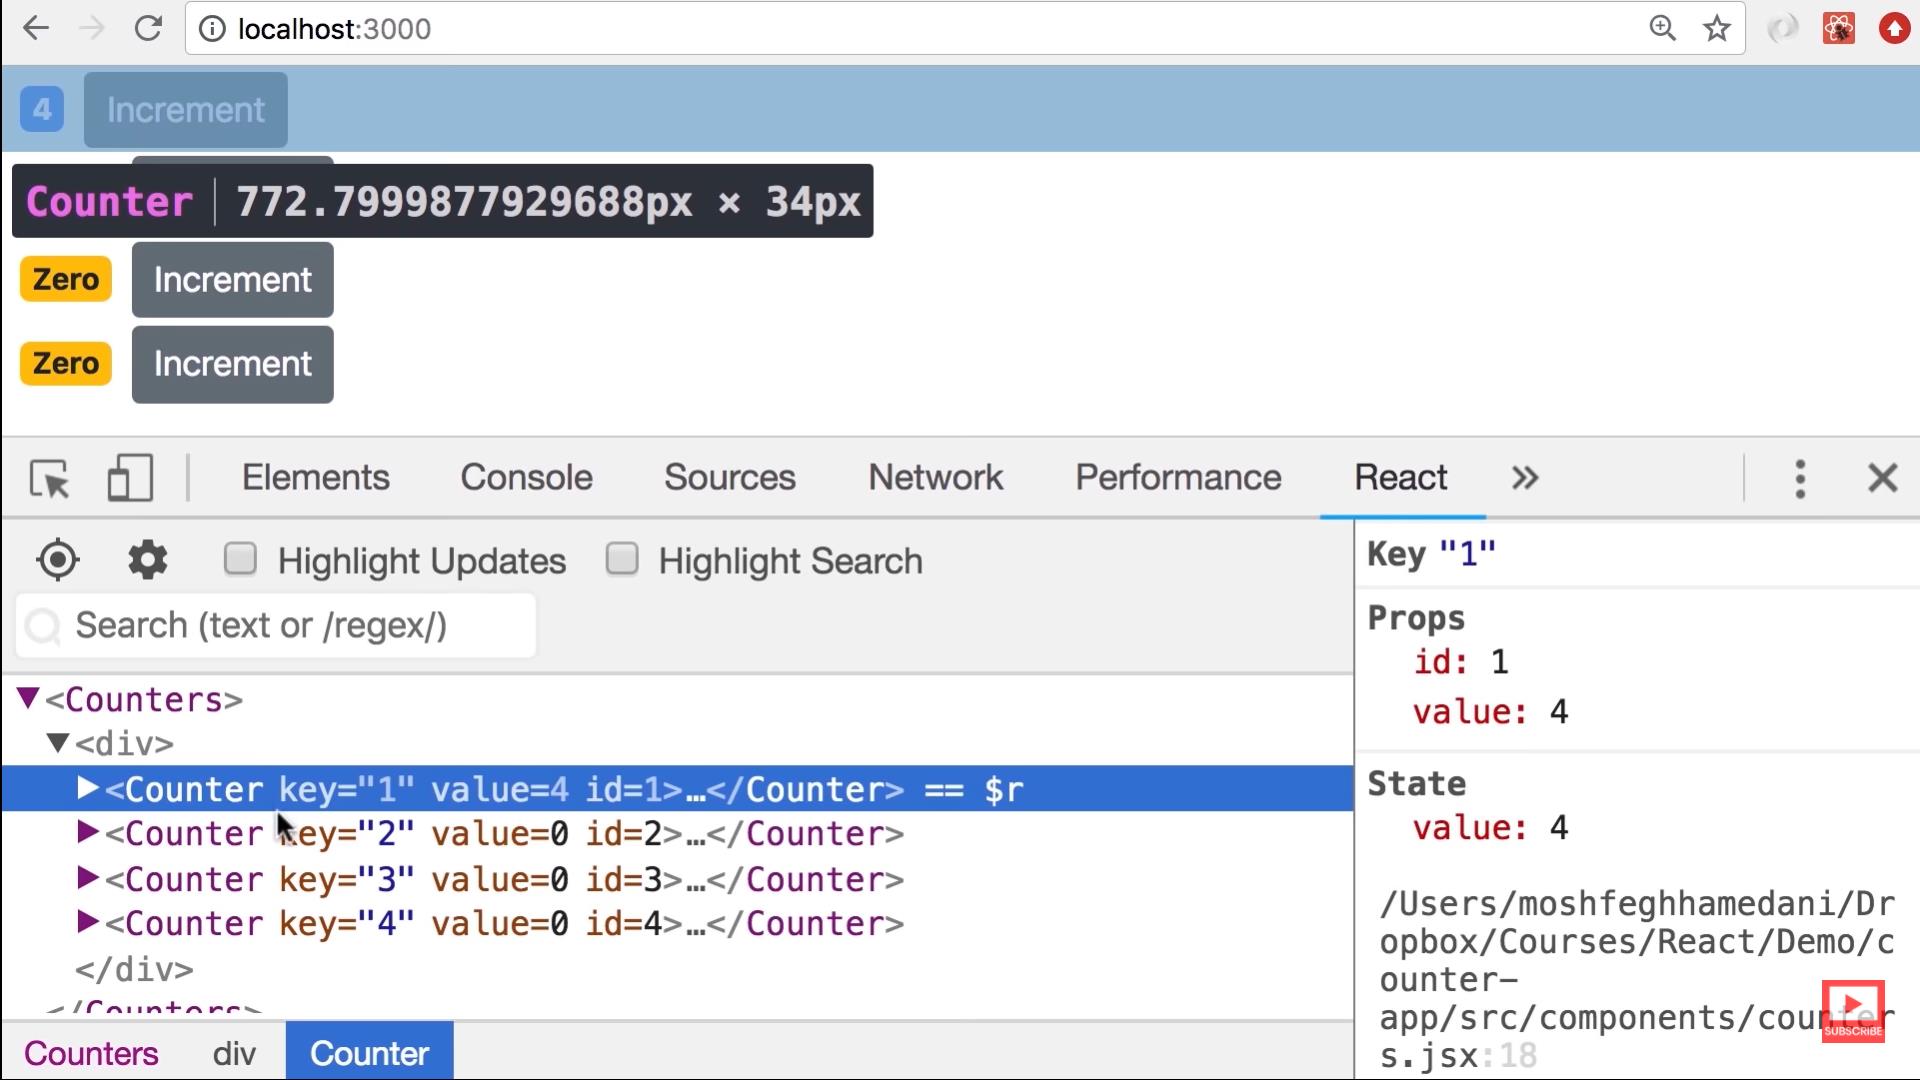 localhost:3000
4 Increment
Counter 772.7999877929688px × 34px
Zero Increment
Zero Increment
Elements Console Sources Network Performance React »
Highlight Updates Highlight Search
Search (text or /regex/)
<Counters>
<div>
<Counter key="1" value=4 id=1>…</Counter> == $r
<Counter key="2" value=0 id=2>…</Counter>
<Counter key="3" value=0 id=3>…</Counter>
<Counter key="4" value=0 id=4>…</Counter>
</div>
</Counters>
Counters div Counter
Key "1"
Props
id: 1
value: 4
State
value: 4
/Users/moshfeghhamedani/Dr
opbox/Courses/React/Demo/c
ounter-
app/src/components/counter
s.jsx:18
SUBSCRIBE